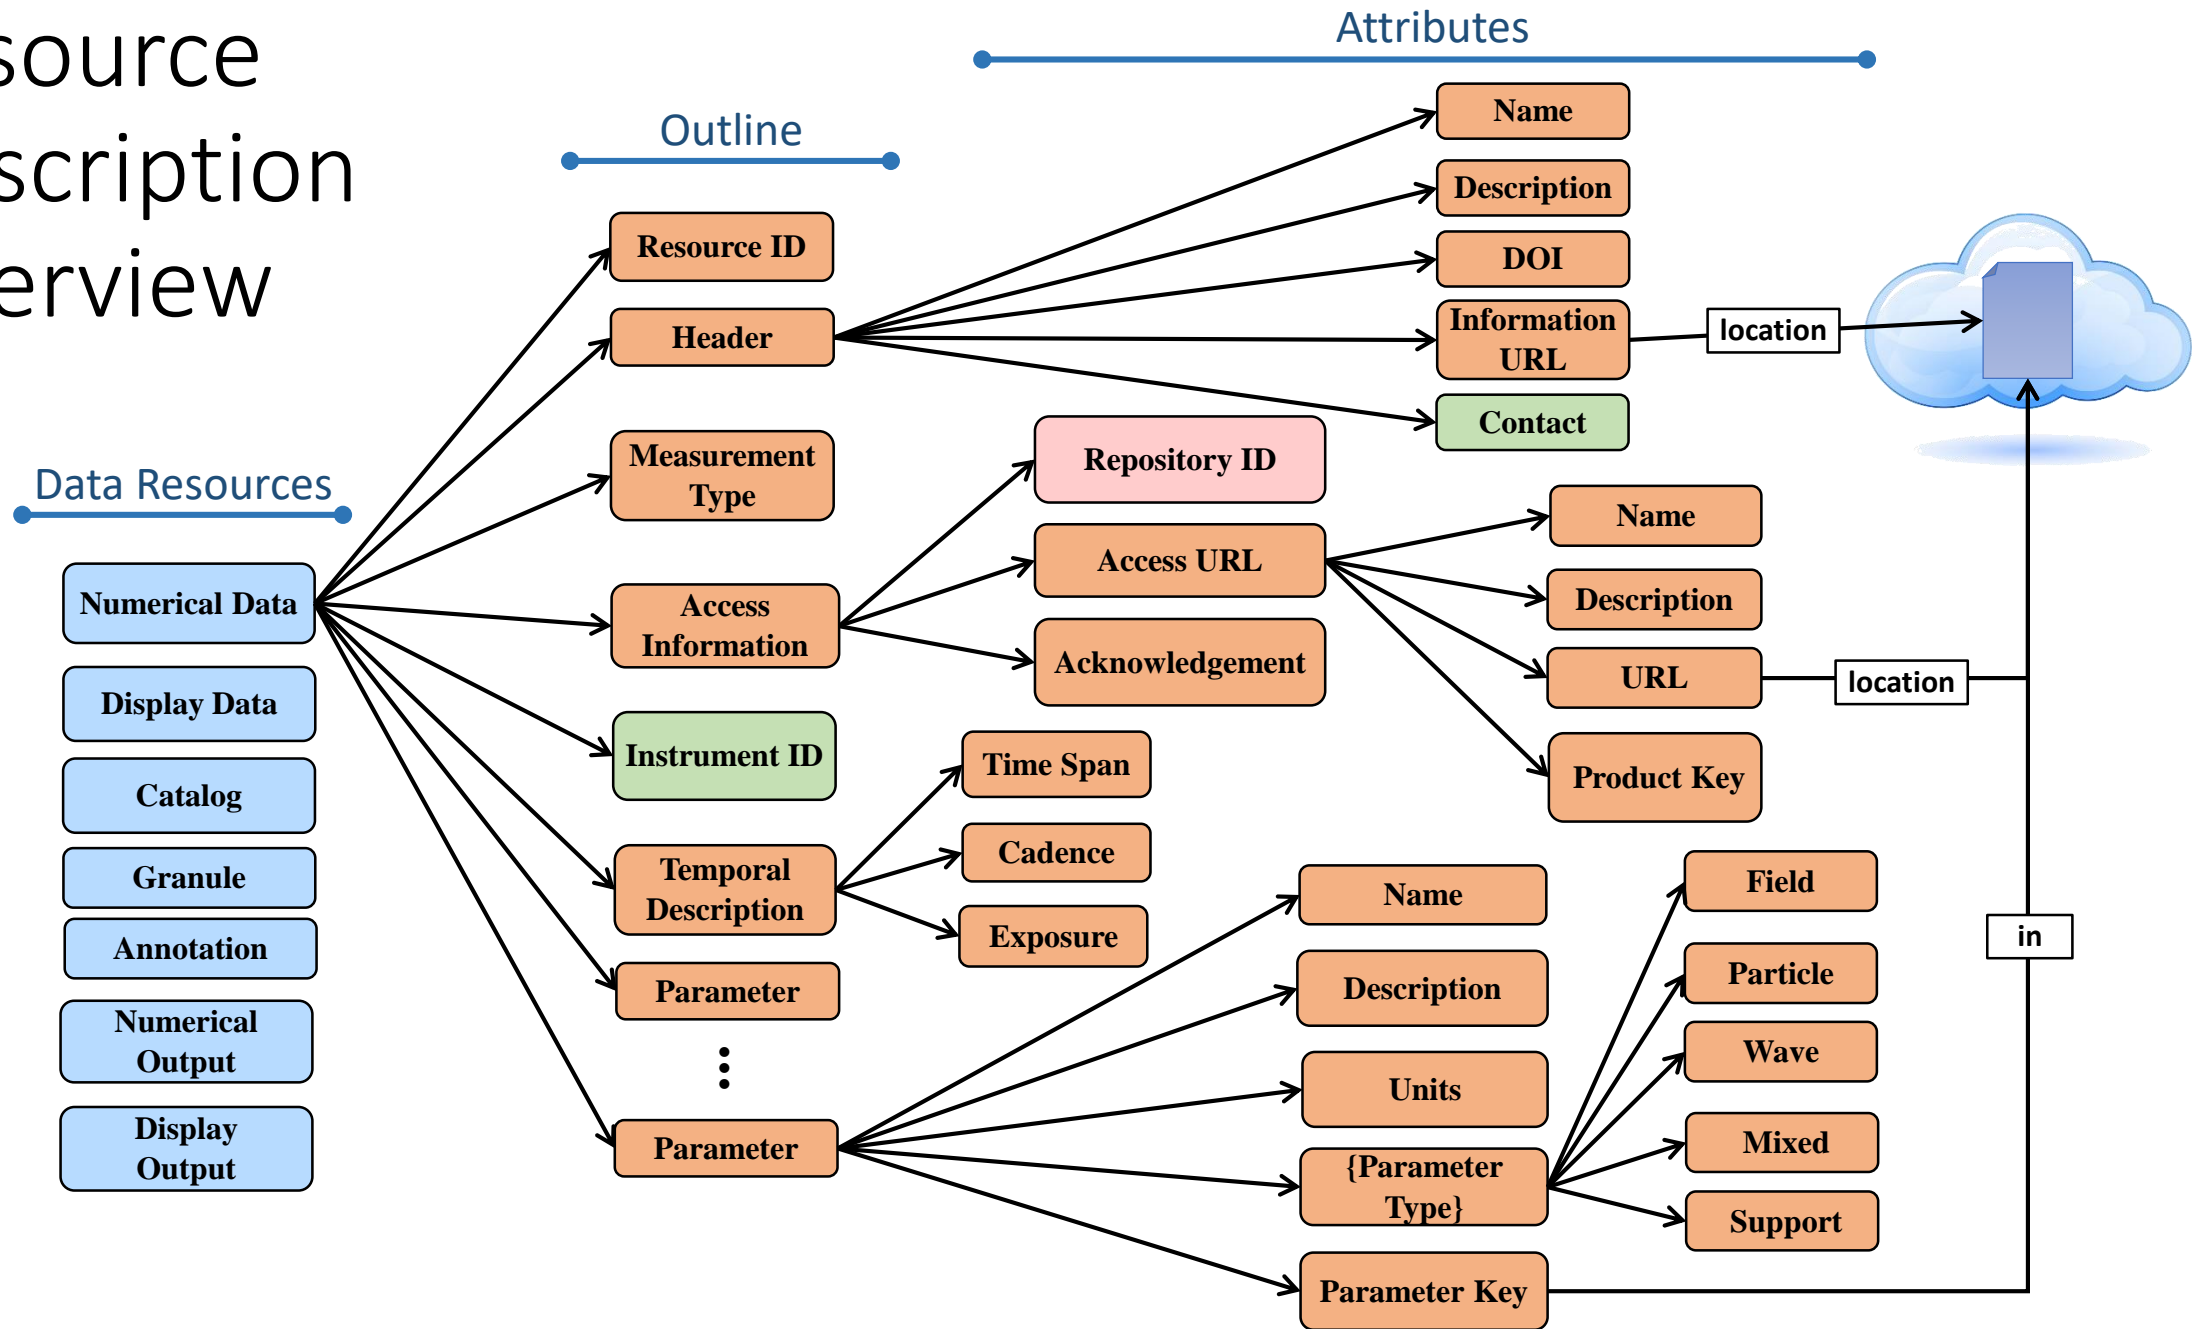 source
scription
erview
Attributes
Outline
Data Resources
Numerical Data
Display Data
Catalog
Granule
Annotation
Numerical
Output
Display
Output
Resource ID
Header
Measurement
Type
Access
Information
Instrument ID
Temporal
Description
Parameter
Parameter
Name
Description
DOI
Information
URL
Contact
location
Repository ID
Access URL
Acknowledgement
Name
Description
URL
Product Key
location
Time Span
Cadence
Exposure
Name
Description
Units
{Parameter
Type}
Parameter Key
Field
Particle
Wave
Mixed
Support
in